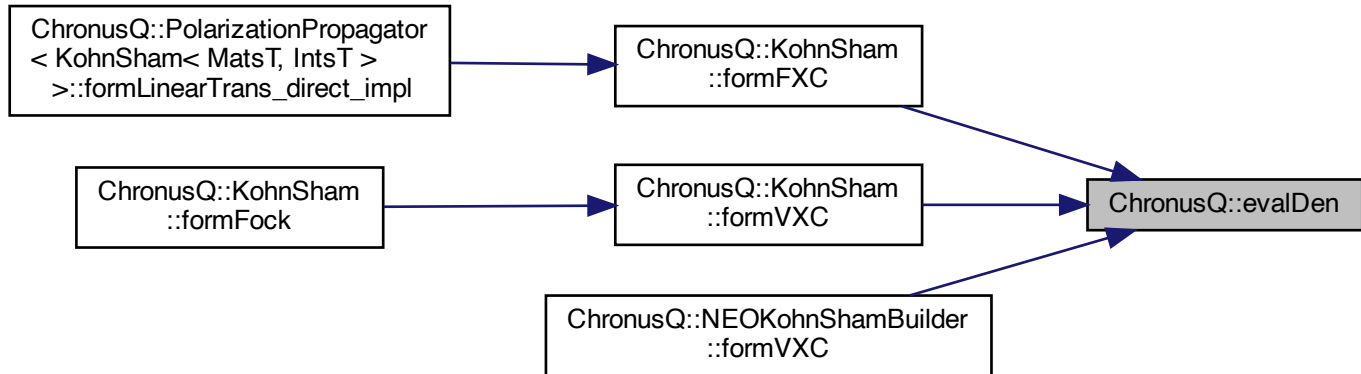 ChronusQ::PolarizationPropagator
< KohnSham< MatsT, IntsT >
>::formLinearTrans_direct_impl
ChronusQ::KohnSham
::formFXC
ChronusQ::KohnSham
::formFock
ChronusQ::KohnSham
::formVXC
ChronusQ::evalDen
ChronusQ::NEOKohnShamBuilder
::formVXC